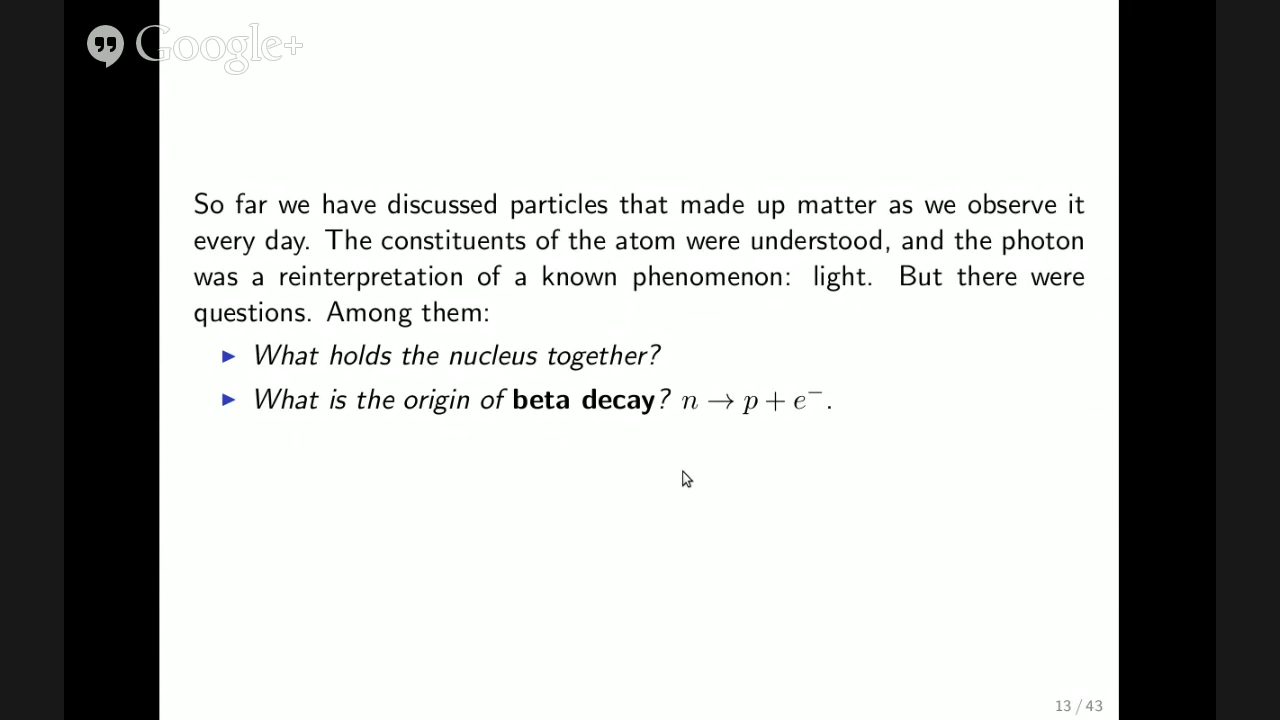 Google+
So far we have discussed particles that made up matter as we observe it
every day. The constituents of the atom were understood, and the photon
was a reinterpretation of a known phenomenon: light. But there were
questions. Among them:
▶ What holds the nucleus together?
▶ What is the origin of beta decay? n → p + e⁻.
13 / 43